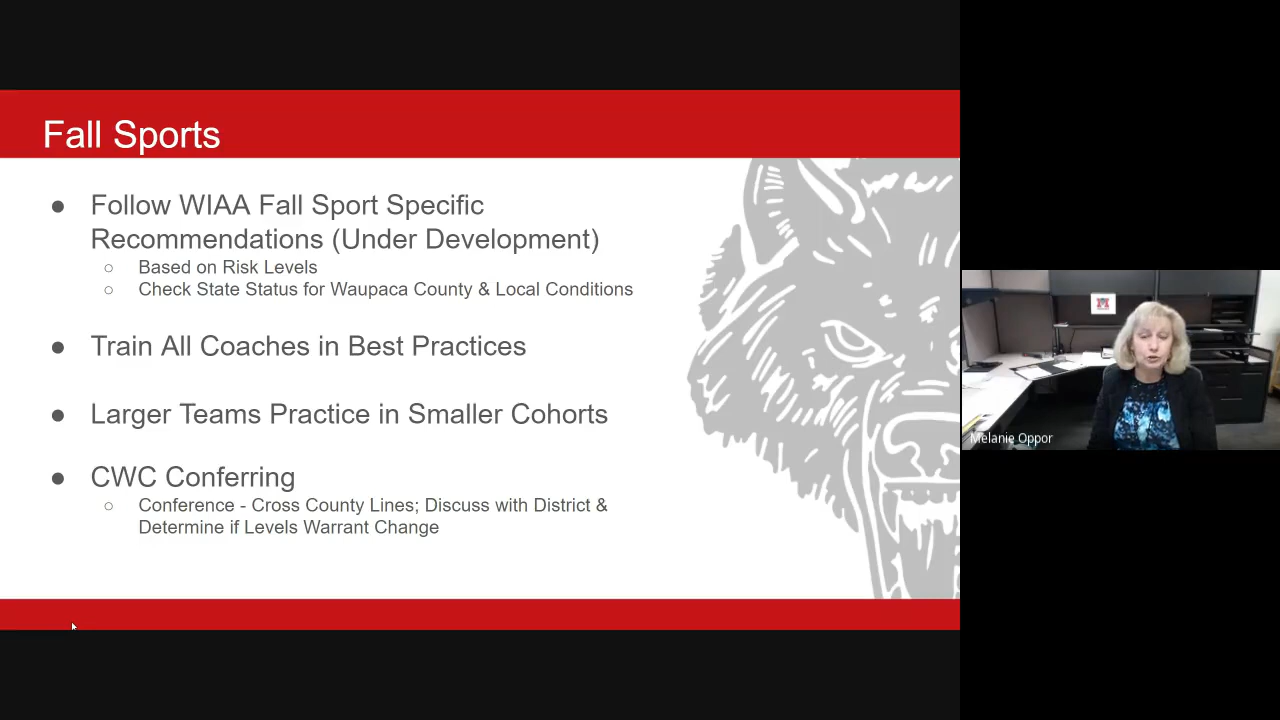 Fall Sports
● Follow WIAA Fall Sport Specific
Recommendations (Under Development)
○ Based on Risk Levels
○ Check State Status for Waupaca County & Local Conditions
● Train All Coaches in Best Practices
● Larger Teams Practice in Smaller Cohorts
● CWC Conferring
○ Conference - Cross County Lines; Discuss with District &
Determine if Levels Warrant Change
Melanie Oppor